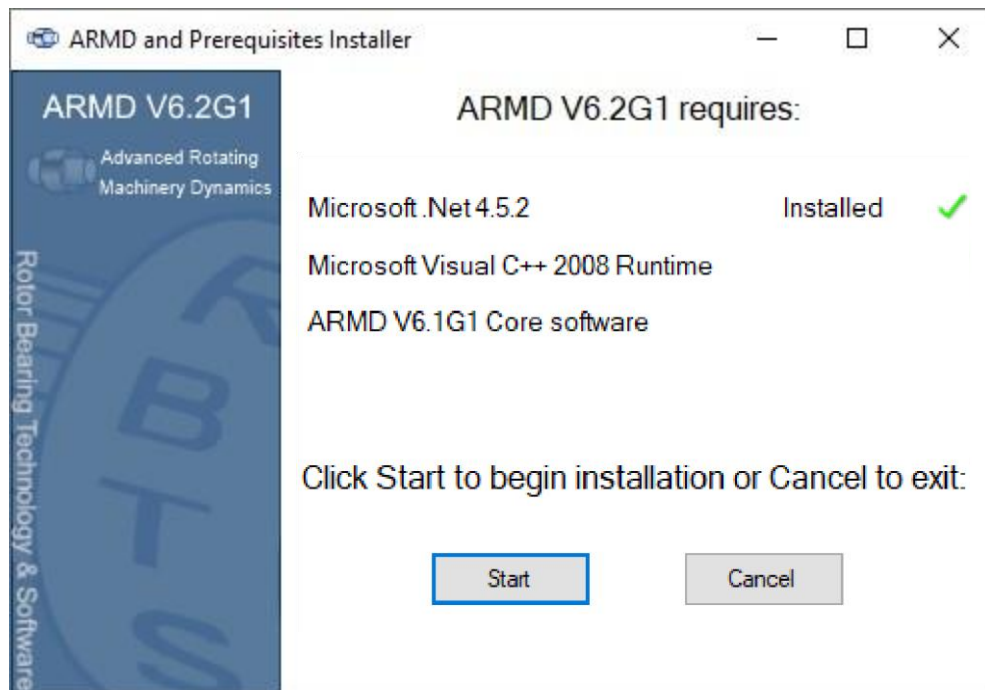 ARMD and Prerequisites Installer
ARMD V6.2G1
Advanced Rotating
Machinery Dynamics
Rotor Bearing Technology & Software
RBTS
ARMD V6.2G1 requires:
Microsoft .Net 4.5.2 Installed
Microsoft Visual C++ 2008 Runtime
ARMD V6.1G1 Core software
Click Start to begin installation or Cancel to exit:
Start Cancel